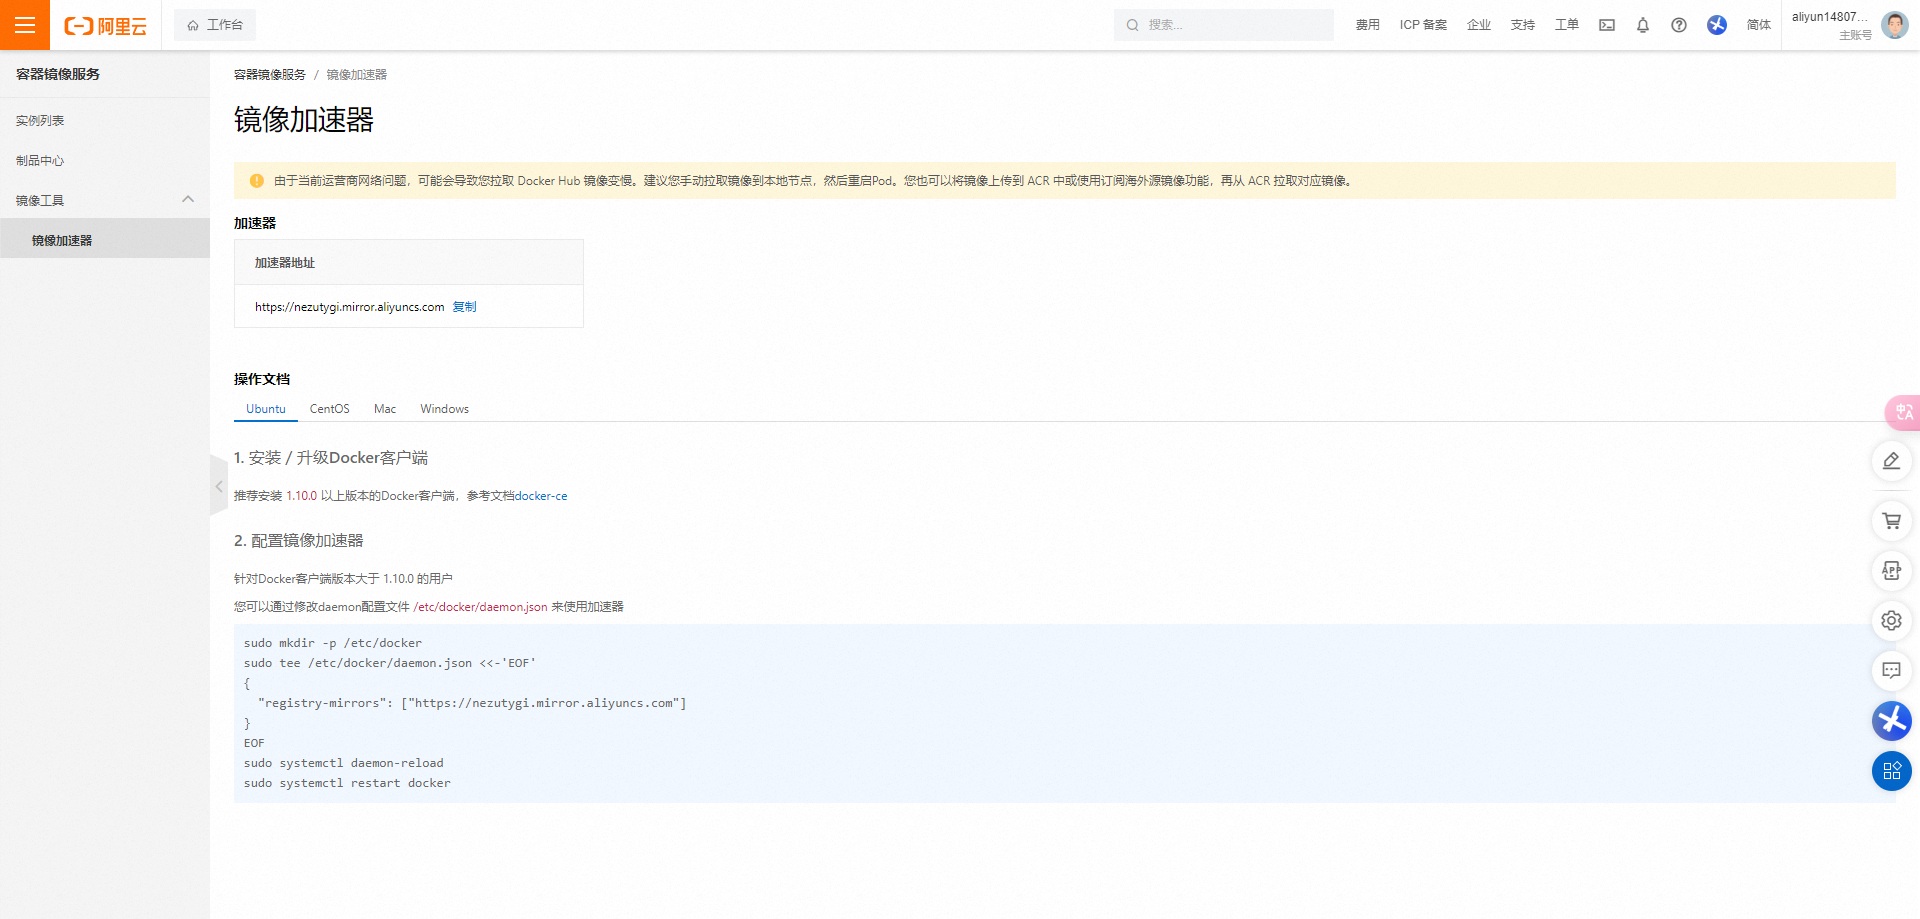 阿里云
工作台
搜索...
费用
ICP 备案
企业
支持
工单
简体
aliyun14807...
主账号
容器镜像服务
实例列表
制品中心
镜像工具
镜像加速器
容器镜像服务 / 镜像加速器
镜像加速器
由于当前运营商网络问题，可能会导致您拉取 Docker Hub 镜像变慢。建议您手动拉取镜像到本地节点，然后重启Pod。您也可以将镜像上传到 ACR 中或使用订阅海外源镜像功能，再从 ACR 拉取对应镜像。
加速器
加速器地址
https://nezutygi.mirror.aliyuncs.com 复制
操作文档
Ubuntu CentOS Mac Windows
1. 安装 / 升级Docker客户端
推荐安装 1.10.0 以上版本的Docker客户端，参考文档docker-ce
2. 配置镜像加速器
针对Docker客户端版本大于 1.10.0 的用户
您可以通过修改daemon配置文件 /etc/docker/daemon.json 来使用加速器
sudo mkdir -p /etc/docker
sudo tee /etc/docker/daemon.json <<-'EOF'
{
  "registry-mirrors": ["https://nezutygi.mirror.aliyuncs.com"]
}
EOF
sudo systemctl daemon-reload
sudo systemctl restart docker
中A
APP